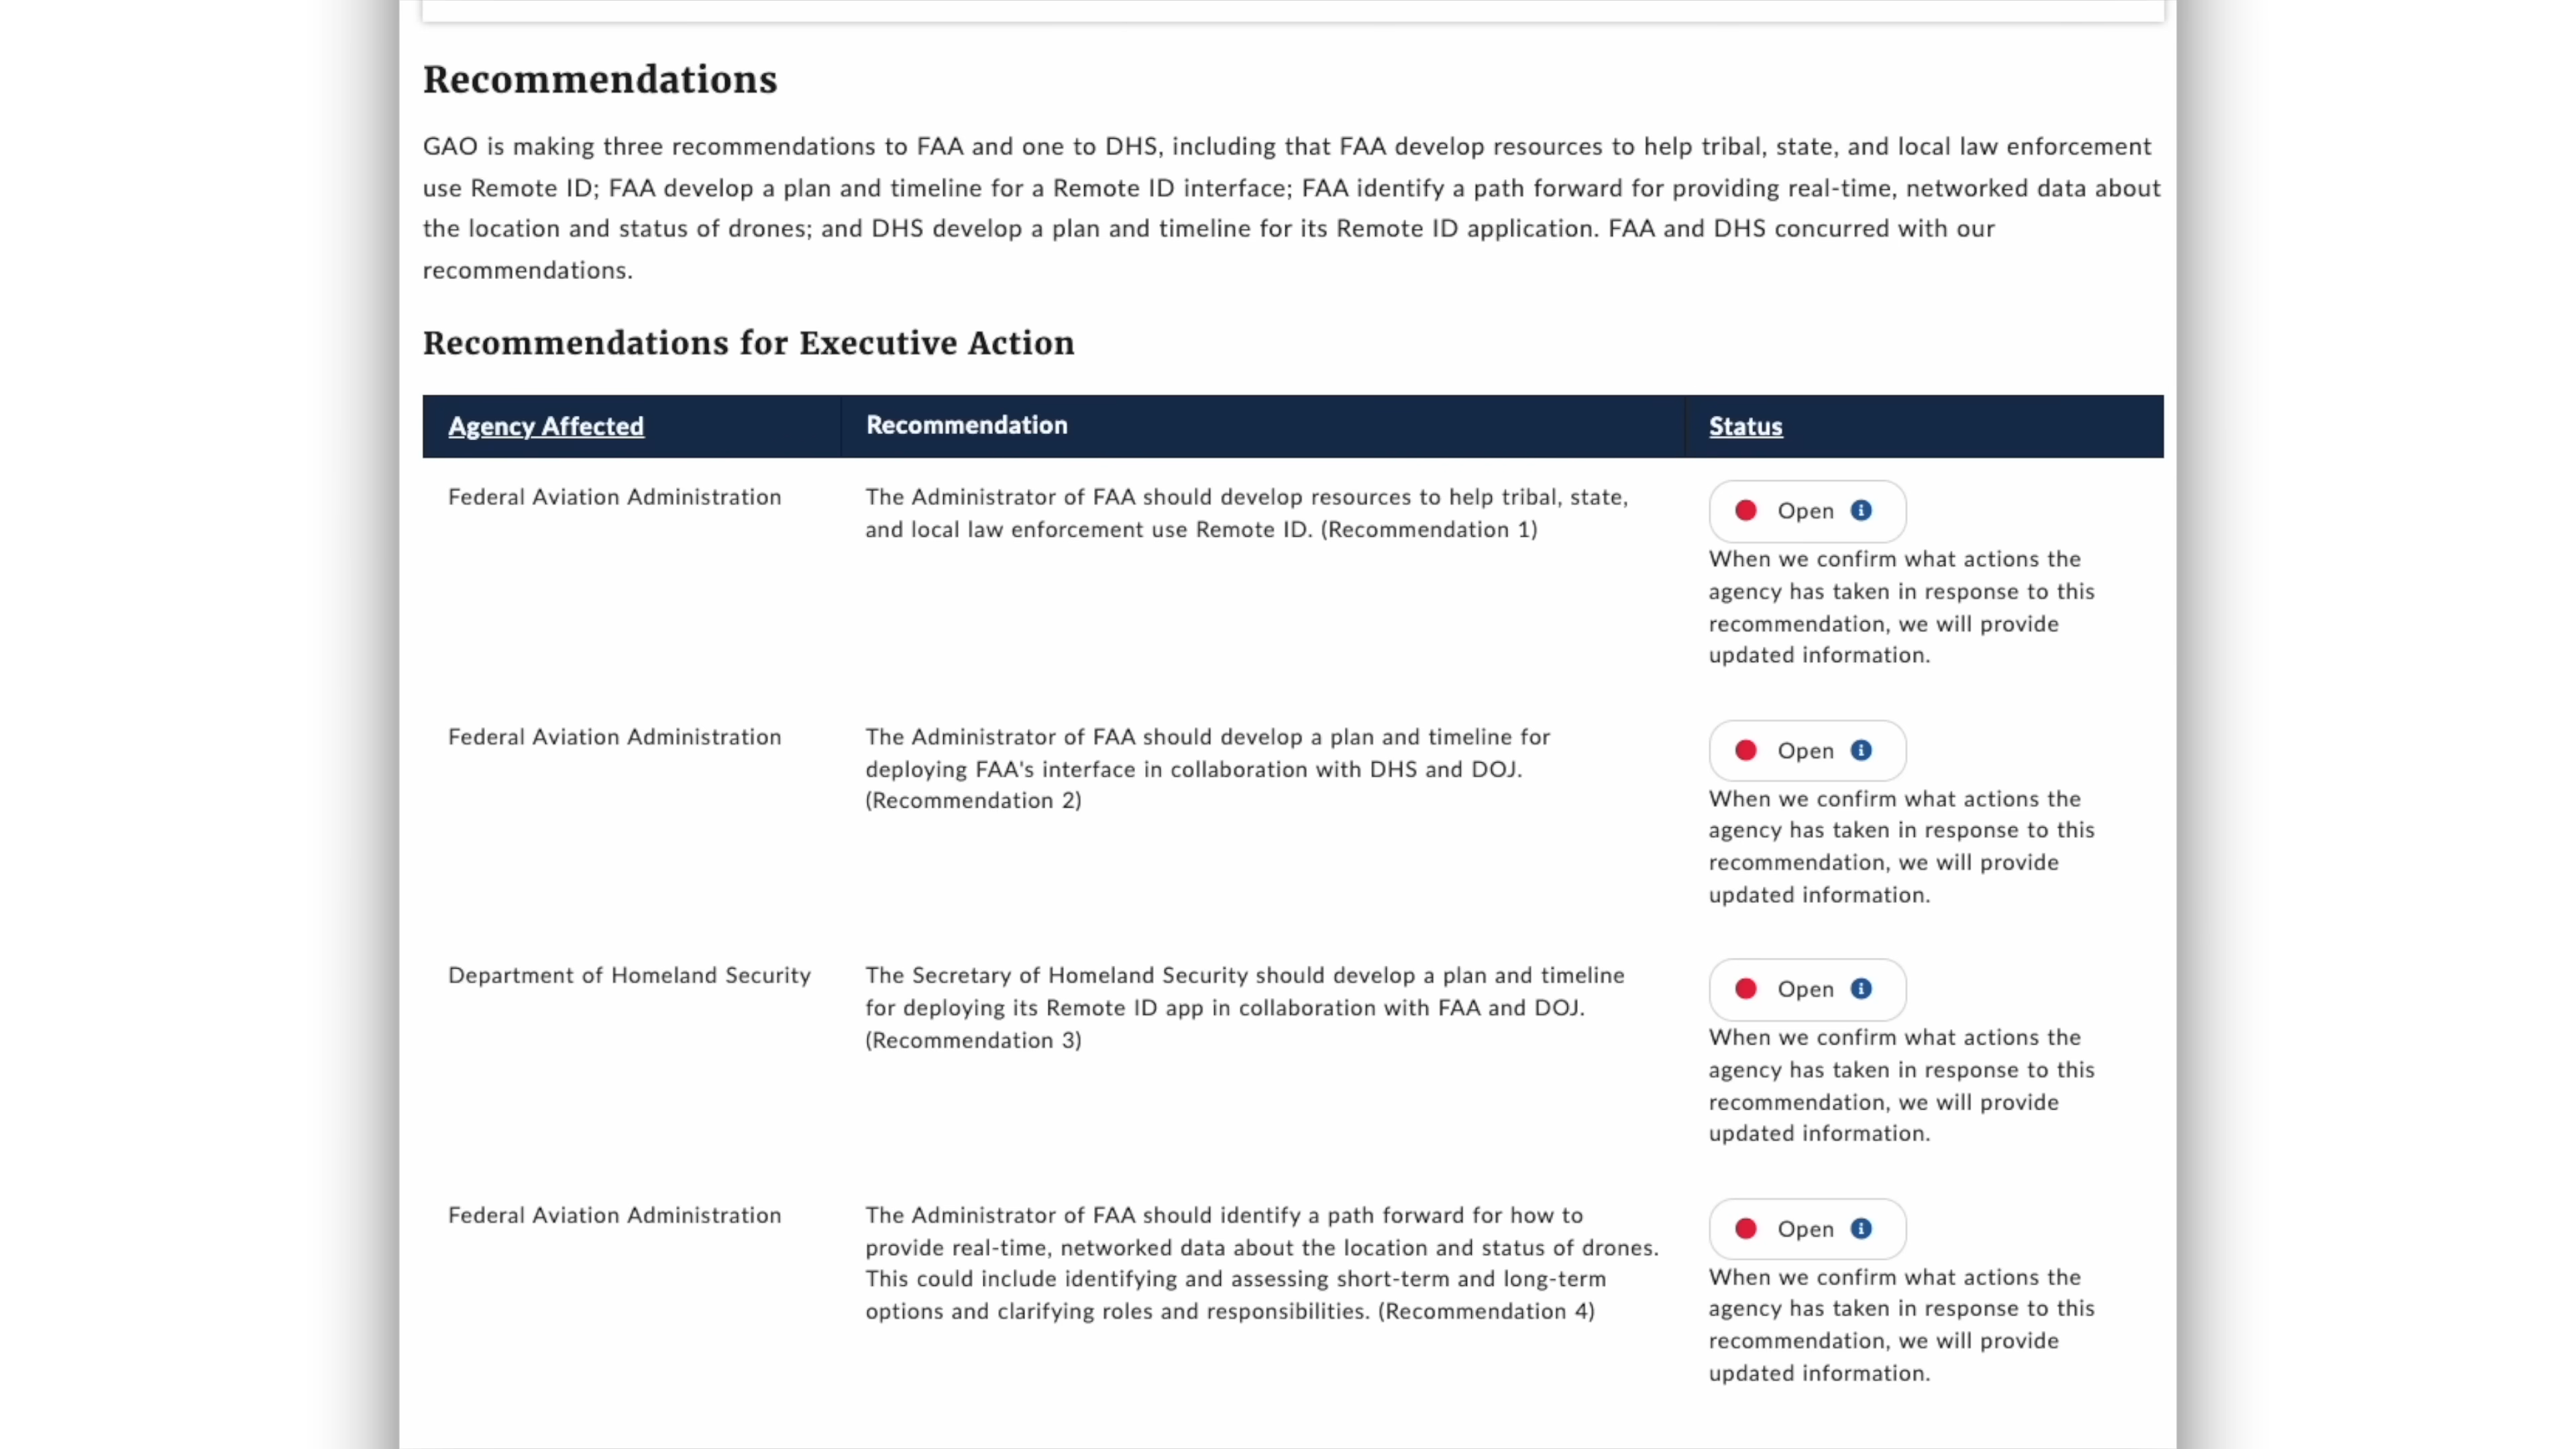 Recommendations
GAO is making three recommendations to FAA and one to DHS, including that FAA develop resources to help tribal, state, and local law enforcement
use Remote ID; FAA develop a plan and timeline for a Remote ID interface; FAA identify a path forward for providing real-time, networked data about
the location and status of drones; and DHS develop a plan and timeline for its Remote ID application. FAA and DHS concurred with our
recommendations.
Recommendations for Executive Action
Agency Affected Recommendation Status
Federal Aviation Administration
The Administrator of FAA should develop resources to help tribal, state,
and local law enforcement use Remote ID. (Recommendation 1)
Open
When we confirm what actions the
agency has taken in response to this
recommendation, we will provide
updated information.
Federal Aviation Administration
The Administrator of FAA should develop a plan and timeline for
deploying FAA's interface in collaboration with DHS and DOJ.
(Recommendation 2)
Open
When we confirm what actions the
agency has taken in response to this
recommendation, we will provide
updated information.
Department of Homeland Security
The Secretary of Homeland Security should develop a plan and timeline
for deploying its Remote ID app in collaboration with FAA and DOJ.
(Recommendation 3)
Open
When we confirm what actions the
agency has taken in response to this
recommendation, we will provide
updated information.
Federal Aviation Administration
The Administrator of FAA should identify a path forward for how to
provide real-time, networked data about the location and status of drones.
This could include identifying and assessing short-term and long-term
options and clarifying roles and responsibilities. (Recommendation 4)
Open
When we confirm what actions the
agency has taken in response to this
recommendation, we will provide
updated information.